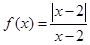 f(x) = |x−2| / x−2